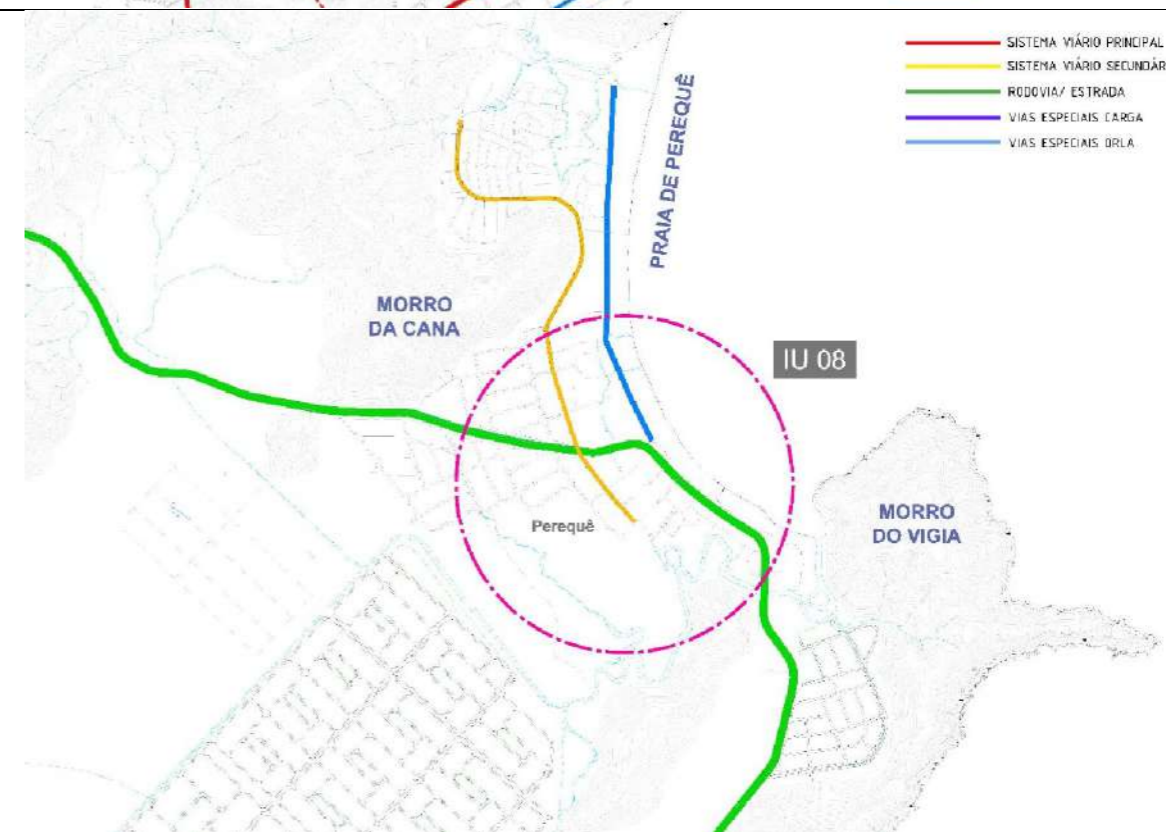 SISTEMA VIÁRIO PRINCIPAL
SISTEMA VIÁRIO SECUNDÁR
RODOVIA/ ESTRADA
VIAS ESPECIAIS CARGA
VIAS ESPECIAIS ORLA
PRAIA DE PEREQUÊ
MORRO
DA CANA
IU 08
MORRO
DO VIGIA
Perequê